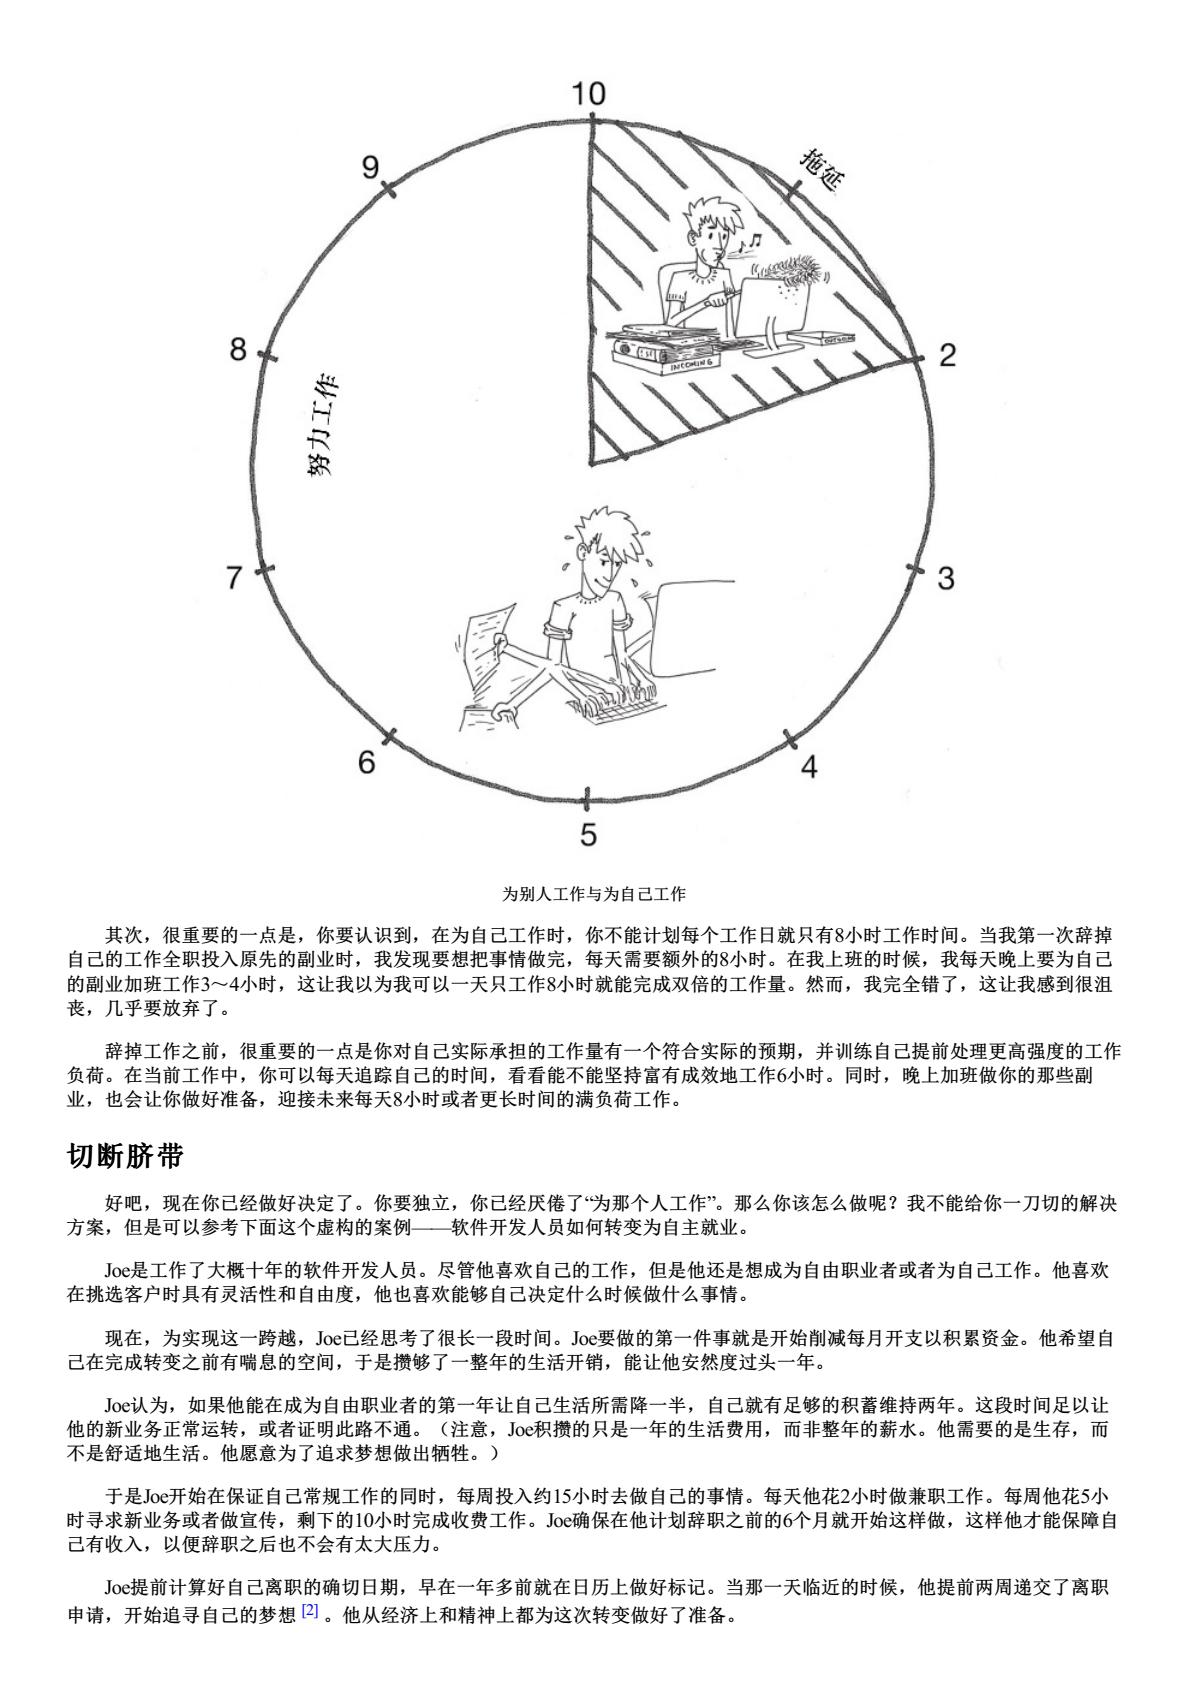 10
9
拖延
8
2
努力工作
INCOMING
7
3
6
4
5
为别人工作与为自己工作
其次，很重要的一点是，你要认识到，在为自己工作时，你不能计划每个工作日就只有8小时工作时间。当我第一次辞掉
自己的工作全职投入原先的副业时，我发现要想把事情做完，每天需要额外的8小时。在我上班的时候，我每天晚上要为自己
的副业加班工作3～4小时，这让我以为我可以一天只工作8小时就能完成双倍的工作量。然而，我完全错了，这让我感到很沮
丧，几乎要放弃了。
辞掉工作之前，很重要的一点是你对自己实际承担的工作量有一个符合实际的预期，并训练自己提前处理更高强度的工作
负荷。在当前工作中，你可以每天追踪自己的时间，看看能不能坚持富有成效地工作6小时。同时，晚上加班做你的那些副
业，也会让你做好准备，迎接未来每天8小时或者更长时间的满负荷工作。
切断脐带
好吧，现在你已经做好决定了。你要独立，你已经厌倦了“为那个人工作”。那么你该怎么做呢？我不能给你一刀切的解决
方案，但是可以参考下面这个虚构的案例——软件开发人员如何转变为自主就业。
Joe是工作了大概十年的软件开发人员。尽管他喜欢自己的工作，但是他还是想成为自由职业者或者为自己工作。他喜欢
在挑选客户时具有灵活性和自由度，他也喜欢能够自己决定什么时候做什么事情。
现在，为实现这一跨越，Joe已经思考了很长一段时间。Joe要做的第一件事就是开始削减每月开支以积累资金。他希望自
己在完成转变之前有喘息的空间，于是攒够了一整年的生活开销，能让他安然度过头一年。
Joe认为，如果他能在成为自由职业者的第一年让自己生活所需降一半，自己就有足够的积蓄维持两年。这段时间足以让
他的新业务正常运转，或者证明此路不通。（注意，Joe积攒的只是一年的生活费用，而非整年的薪水。他需要的是生存，而
不是舒适地生活。他愿意为了追求梦想做出牺牲。）
于是Joe开始在保证自己常规工作的同时，每周投入约15小时去做自己的事情。每天他花2小时做兼职工作。每周他花5小
时寻求新业务或者做宣传，剩下的10小时完成收费工作。Joe确保在他计划辞职之前的6个月就开始这样做，这样他才能保障自
己有收入，以便辞职之后也不会有太大压力。
Joe提前计算好自己离职的确切日期，早在一年多前就在日历上做好标记。当那一天临近的时候，他提前两周递交了离职
申请，开始追寻自己的梦想 [2] 。他从经济上和精神上都为这次转变做好了准备。